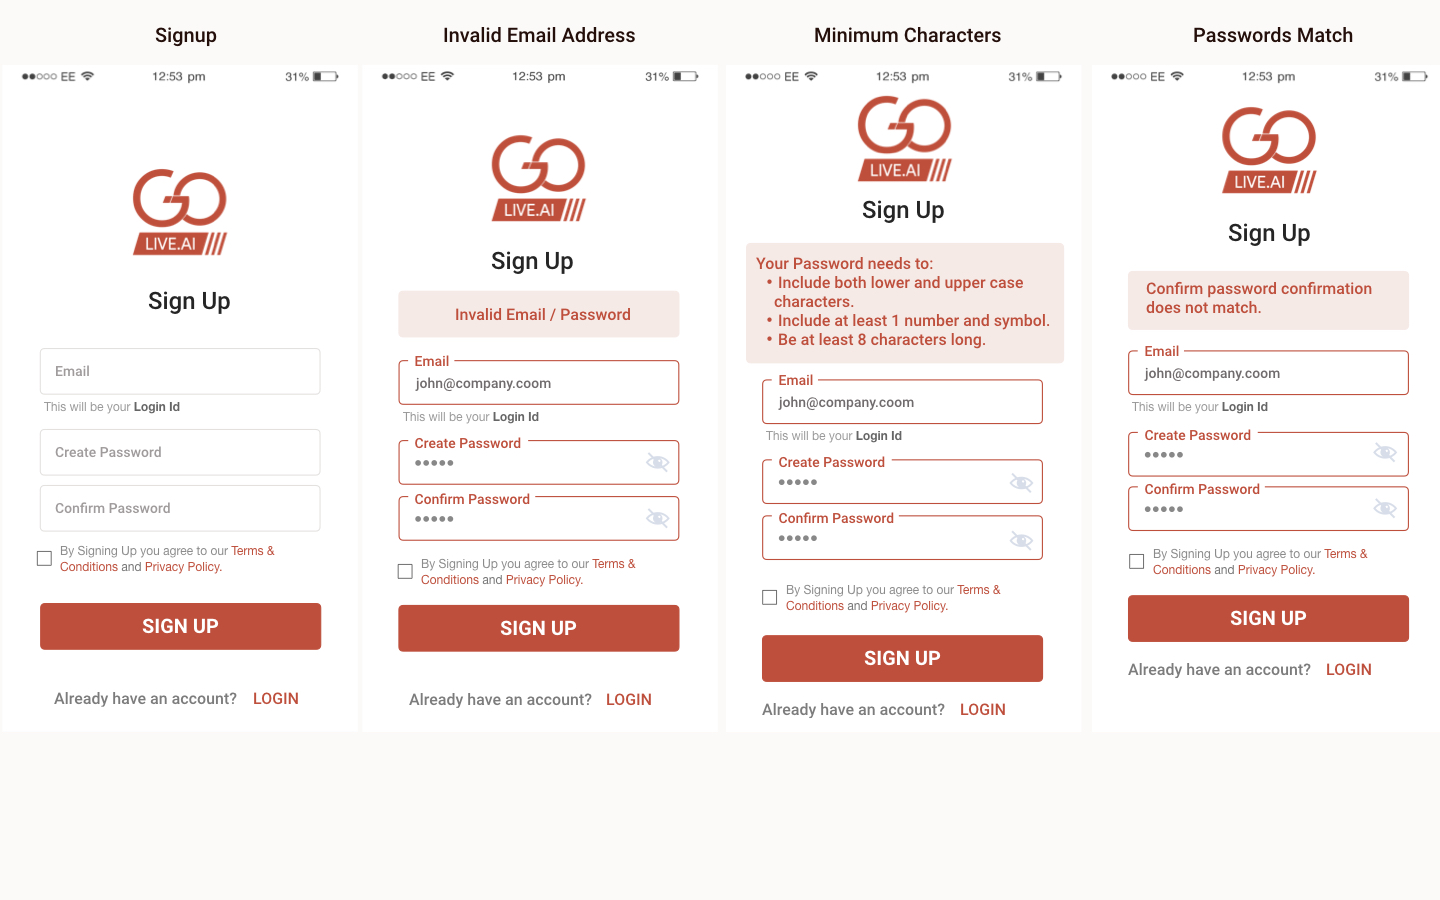 Signup
●●○○○ EE
12:53 pm
31%
GO
LIVE.AI
Sign Up
Email
This will be your Login Id
Create Password
Confirm Password
By Signing Up you agree to our Terms &
Conditions and Privacy Policy.
SIGN UP
Already have an account? LOGIN
Invalid Email Address
●●○○○ EE
12:53 pm
31%
GO
LIVE.AI
Sign Up
Invalid Email / Password
Email
john@company.coom
This will be your Login Id
Create Password
●●●●●
Confirm Password
●●●●●
By Signing Up you agree to our Terms &
Conditions and Privacy Policy.
SIGN UP
Already have an account? LOGIN
Minimum Characters
●●○○○ EE
12:53 pm
31%
GO
LIVE.AI
Sign Up
Your Password needs to:
• Include both lower and upper case
characters.
• Include at least 1 number and symbol.
• Be at least 8 characters long.
Email
john@company.coom
This will be your Login Id
Create Password
●●●●●
Confirm Password
●●●●●
By Signing Up you agree to our Terms &
Conditions and Privacy Policy.
SIGN UP
Already have an account? LOGIN
Passwords Match
●●○○○ EE
12:53 pm
31%
GO
LIVE.AI
Sign Up
Confirm password confirmation
does not match.
Email
john@company.coom
This will be your Login Id
Create Password
●●●●●
Confirm Password
●●●●●
By Signing Up you agree to our Terms &
Conditions and Privacy Policy.
SIGN UP
Already have an account? LOGIN